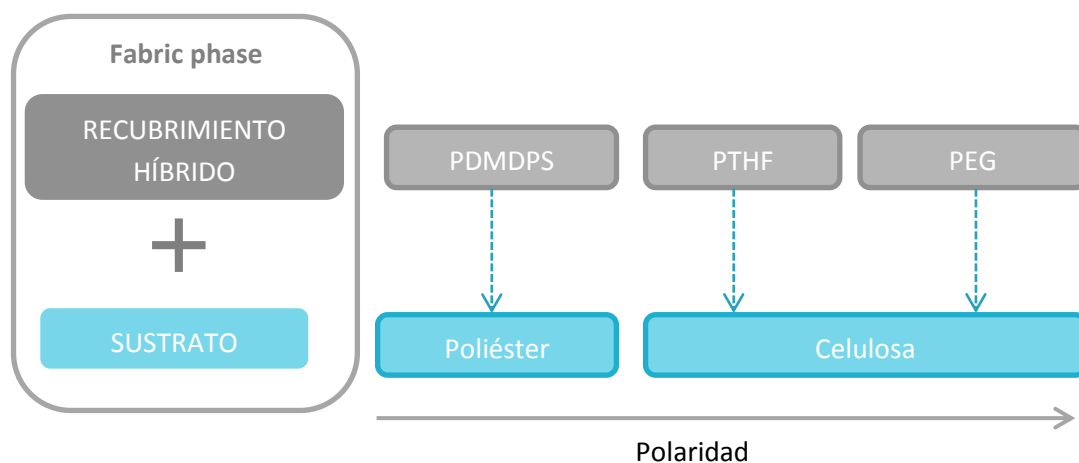 Fabric phase
RECUBRIMIENTO
HÍBRIDO
+
SUSTRATO
PDMDPS
PTHF
PEG
Poliéster
Celulosa
Polaridad